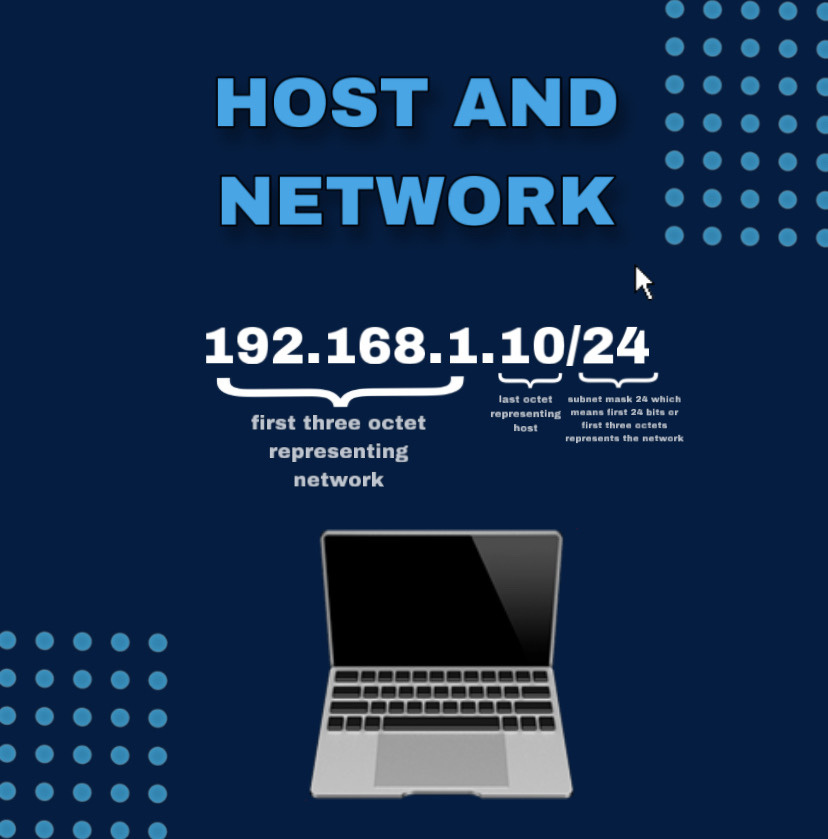 HOST AND
NETWORK
192.168.1.10/24
first three octet
representing
network
last octet
representing
host
subnet mask 24 which
means first 24 bits or
first three octets
represents the network